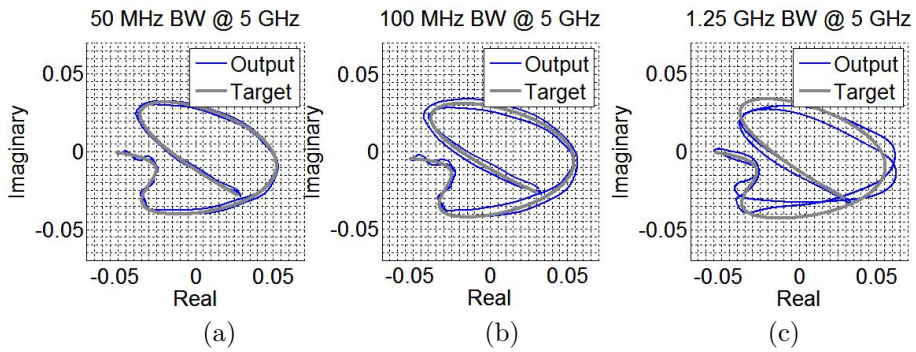 50 MHz BW @ 5 GHz
Output
Target
0.05
0
-0.05
Imaginary
-0.05
0
0.05
Real
(a)
100 MHz BW @ 5 GHz
Output
Target
0.05
0
-0.05
Imaginary
-0.05
0
0.05
Real
(b)
1.25 GHz BW @ 5 GHz
Output
Target
0.05
0
-0.05
Imaginary
-0.05
0
0.05
Real
(c)